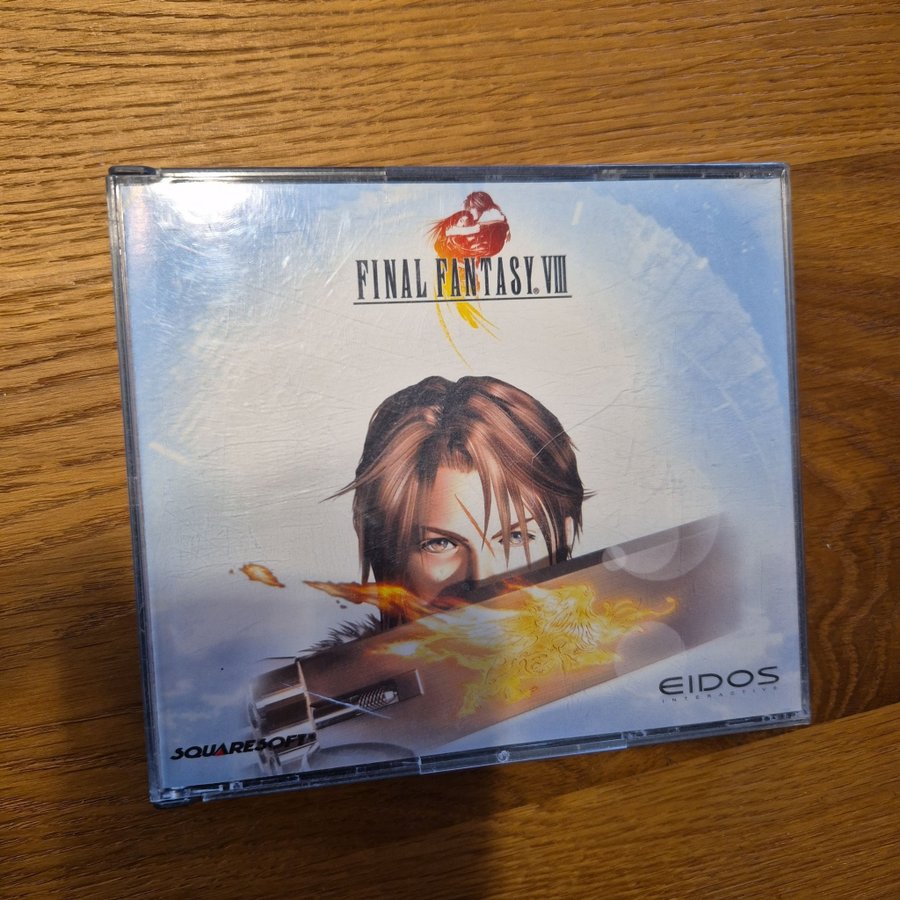 FINAL FANTASY® VIII
EIDOS
INTERACTIVE
SQUARESOFT